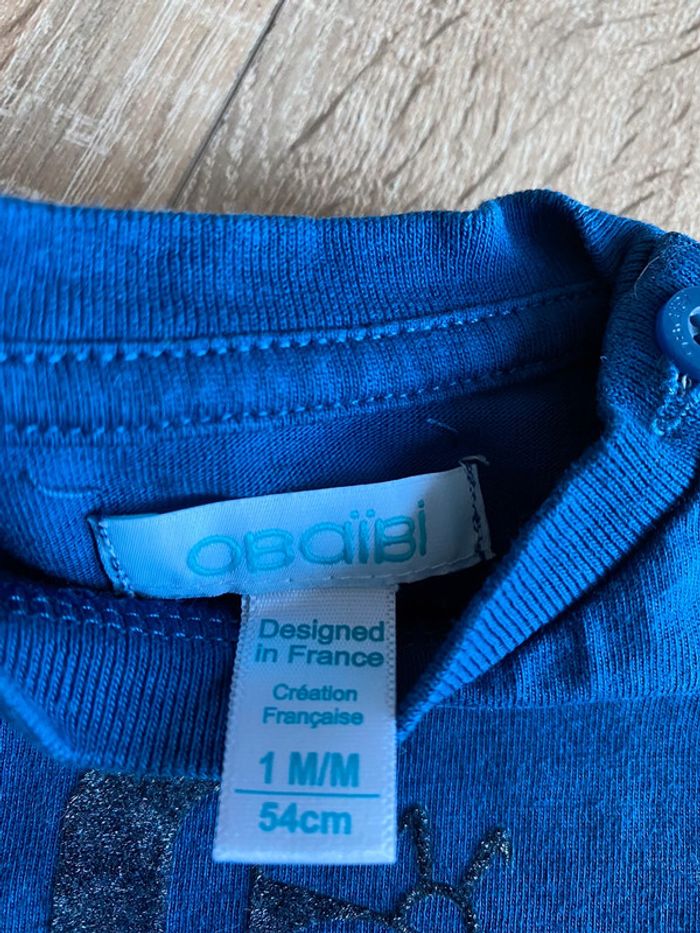 OBaïBi
Designed
in France
Création
Française
1 M/M
54cm